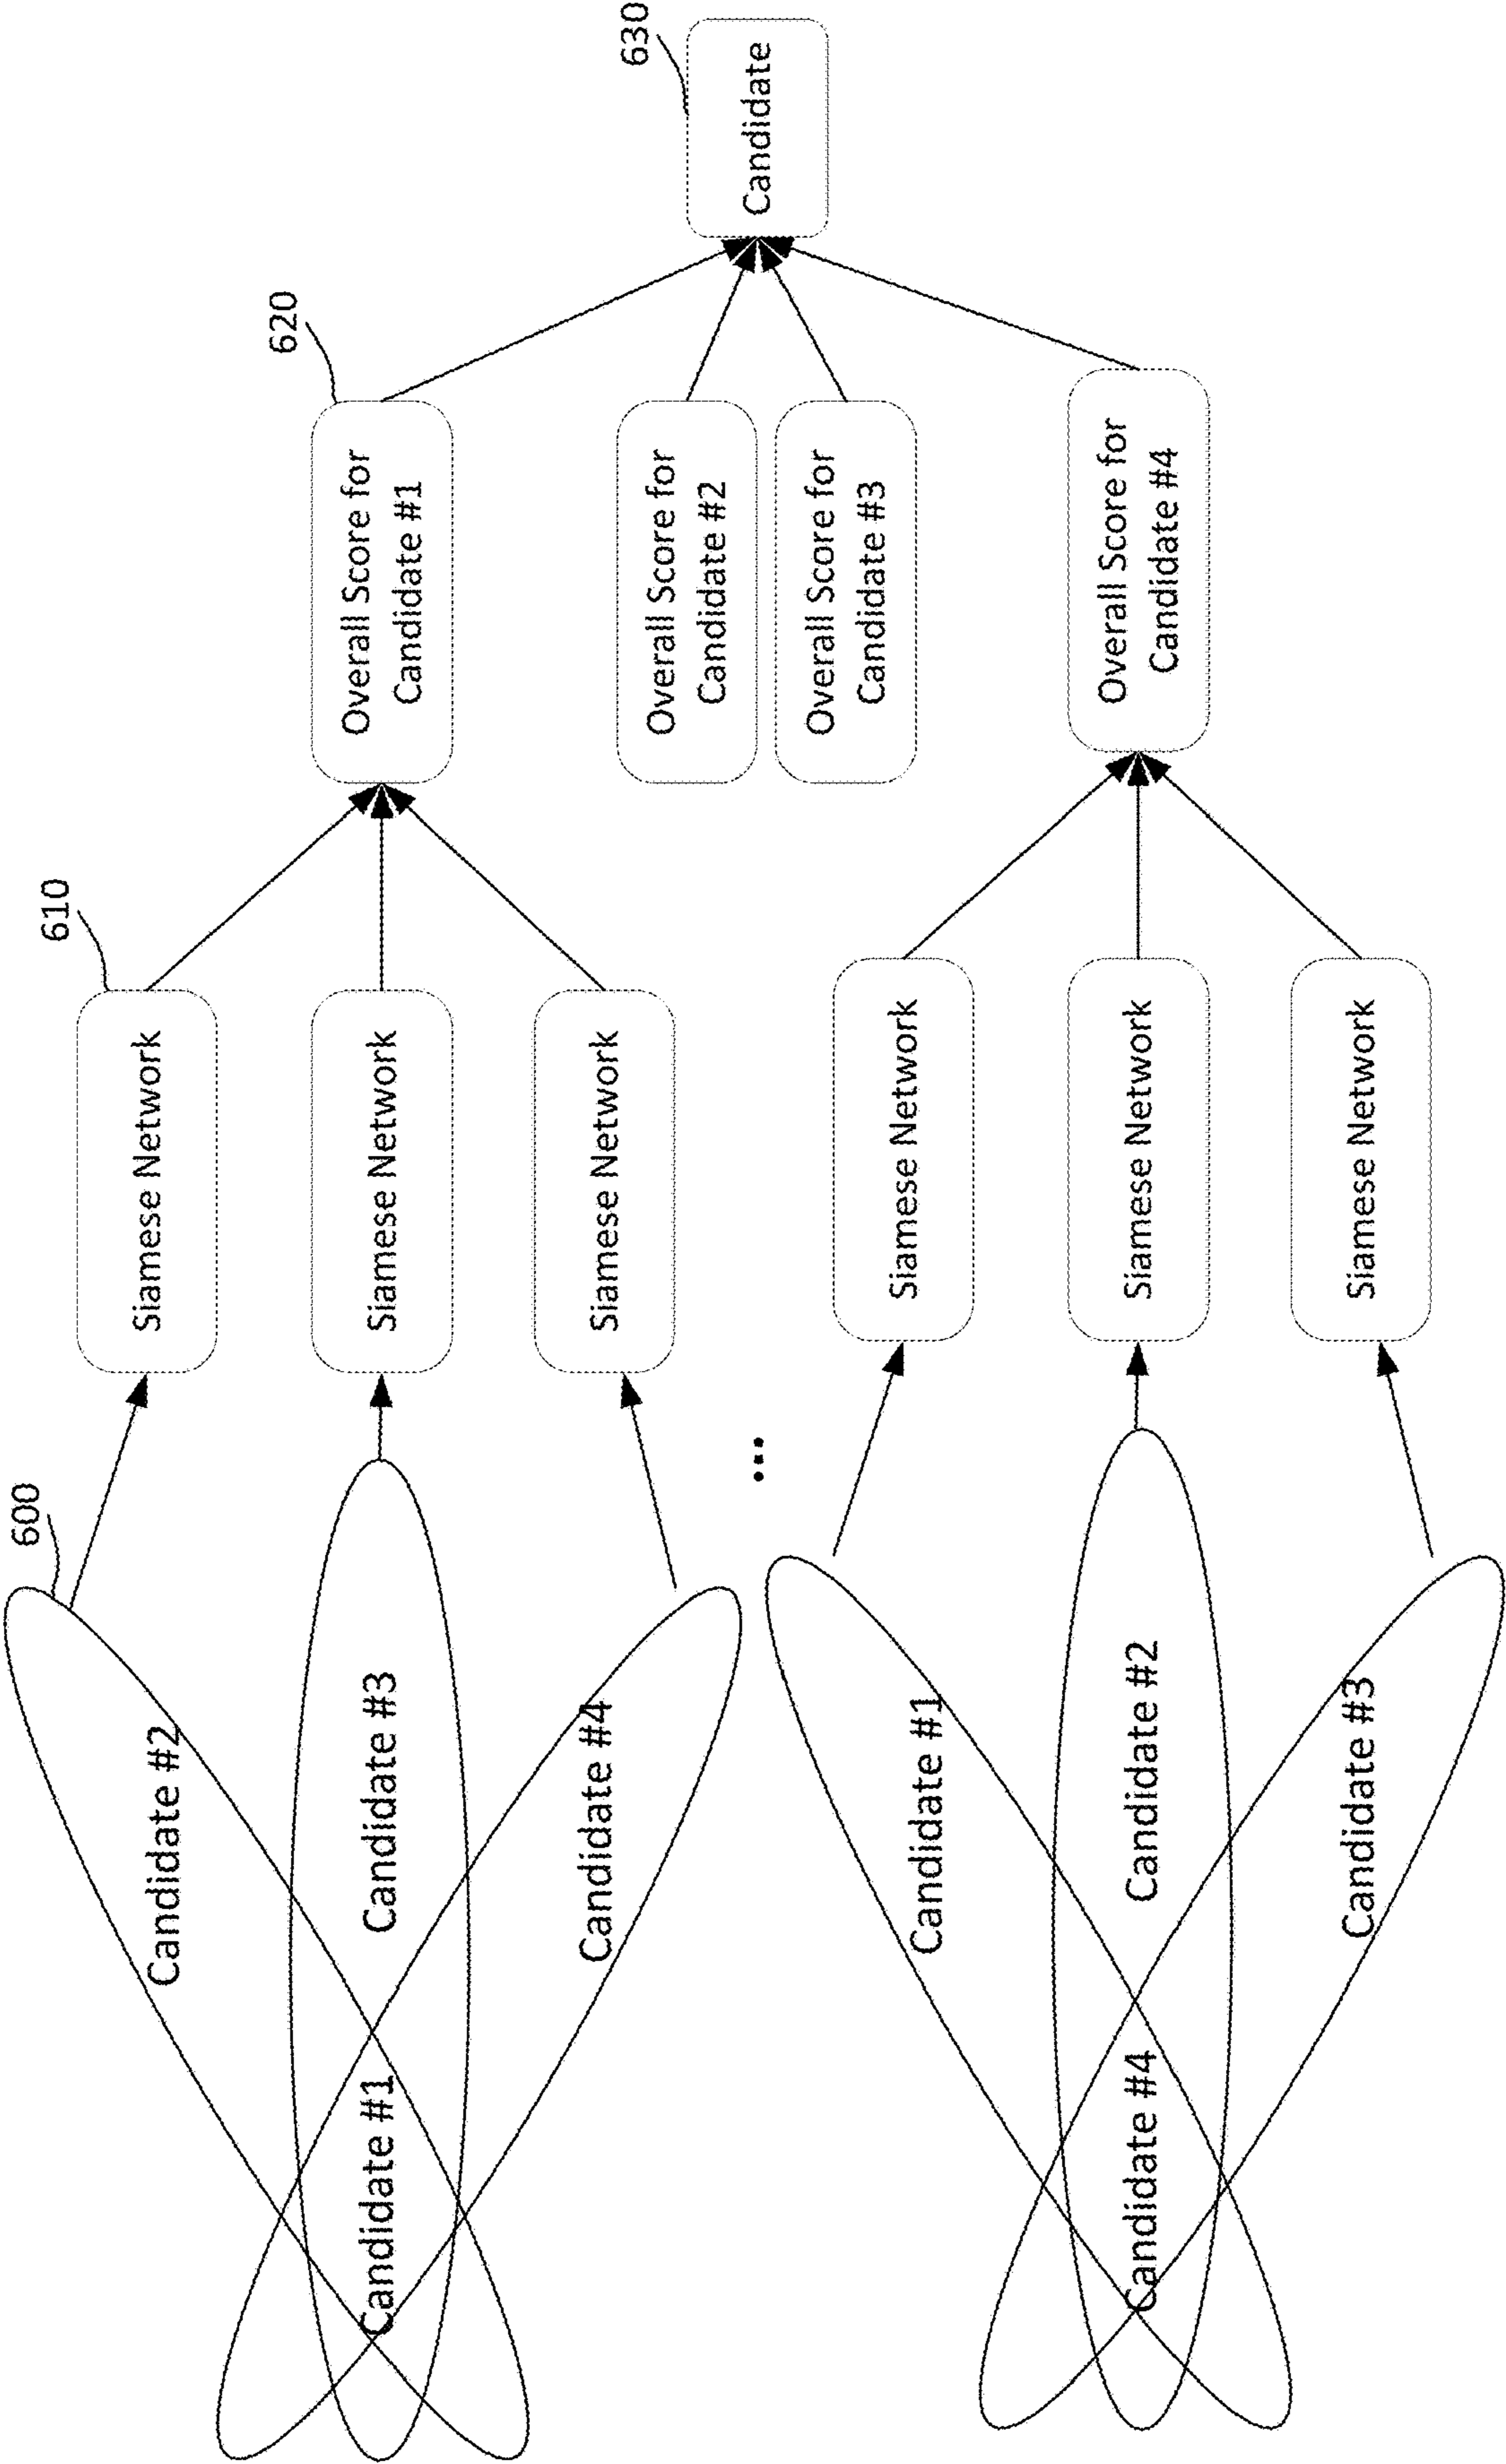 600
Candidate #2
Candidate #1
Candidate #3
Candidate #4
610
Siamese Network
Siamese Network
Siamese Network
620
Overall Score for
Candidate #1
Overall Score for
Candidate #2
Overall Score for
Candidate #3
630
Candidate
...
Candidate #1
Candidate #4
Candidate #2
Candidate #3
Siamese Network
Siamese Network
Siamese Network
Overall Score for
Candidate #4